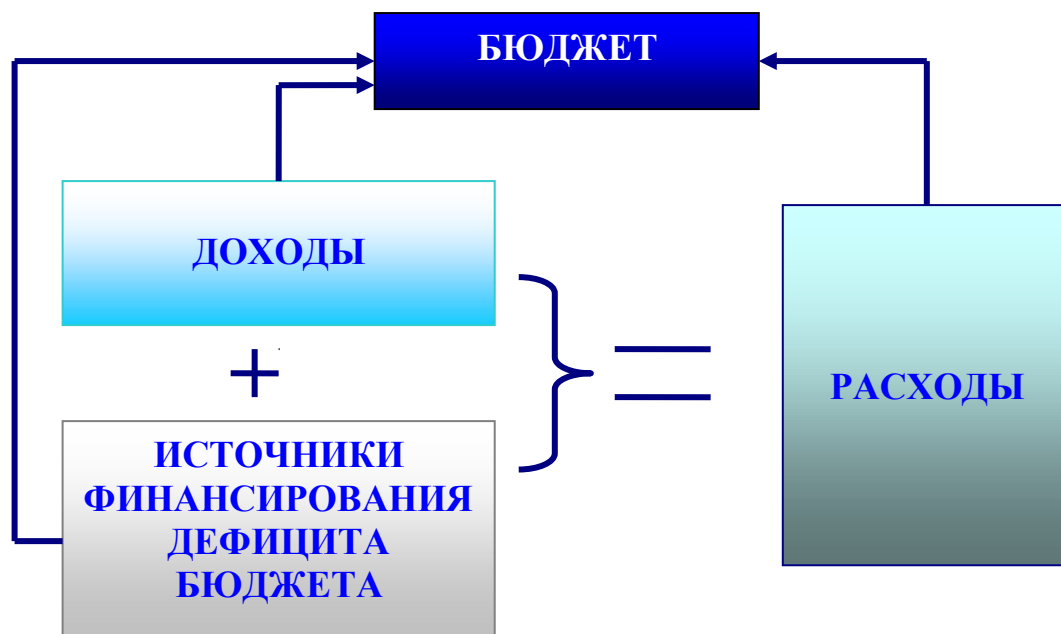 БЮДЖЕТ
ДОХОДЫ
+
ИСТОЧНИКИ
ФИНАНСИРОВАНИЯ
ДЕФИЦИТА
БЮДЖЕТА
=
РАСХОДЫ